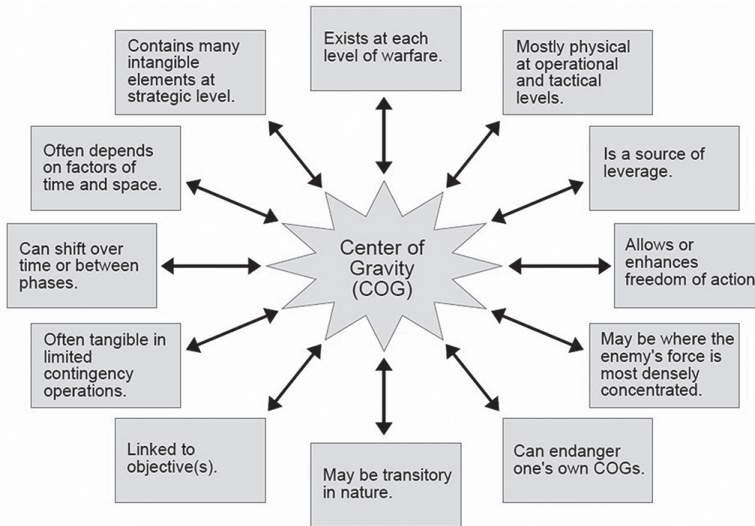 Exists at each
level of warfare.
Mostly physical
at operational
and tactical
levels.
Is a source of
leverage.
Allows or
enhances
freedom of action
May be where the
enemy's force is
most densely
concentrated.
Can endanger
one's own COGs.
May be transitory
in nature.
Linked to
objective(s).
Often tangible in
limited
contingency
operations.
Can shift over
time or between
phases.
Often depends
on factors of
time and space.
Contains many
intangible
elements at
strategic level.
Center of
Gravity
(COG)